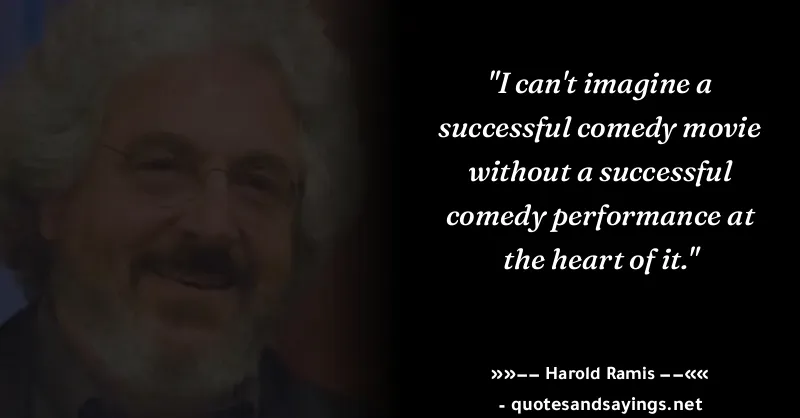 "I can't imagine a
successful comedy movie
without a successful
comedy performance at
the heart of it."
»»−− Harold Ramis −−««
- quotesandsayings.net